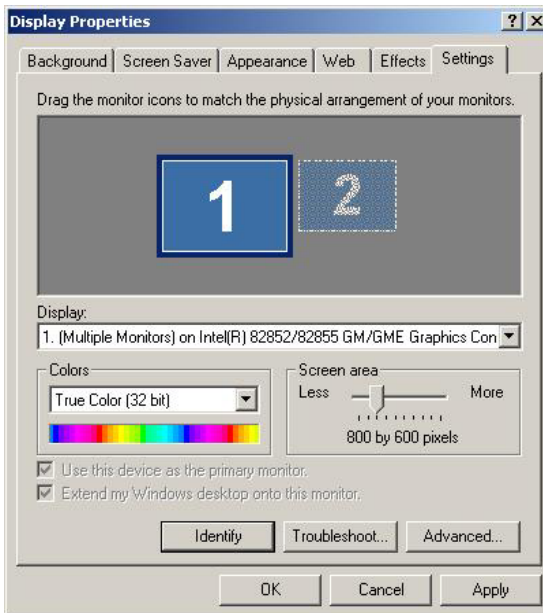 Display Properties
Background Screen Saver Appearance Web Effects Settings
Drag the monitor icons to match the physical arrangement of your monitors.
1 2
Display:
1. (Multiple Monitors) on Intel(R) 82852/82855 GM/GME Graphics Con
Colors Screen area
True Color (32 bit) Less More
800 by 600 pixels
Use this device as the primary monitor.
Extend my Windows desktop onto this monitor.
Identify Troubleshoot... Advanced...
OK Cancel Apply